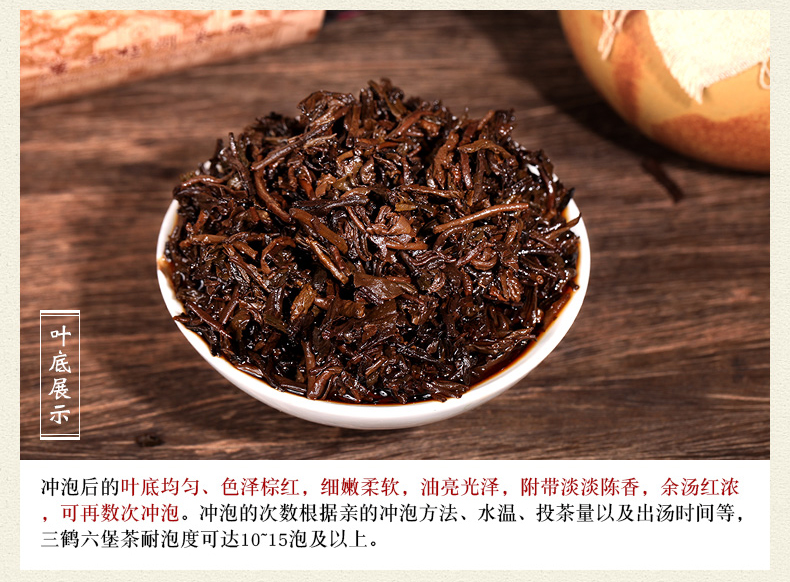 叶底展示
冲泡后的叶底均匀、色泽棕红，细嫩柔软，油亮光泽，附带淡淡陈香，余汤红浓
，可再数次冲泡。冲泡的次数根据亲的冲泡方法、水温、投茶量以及出汤时间等，
三鹤六堡茶耐泡度可达10~15泡及以上。